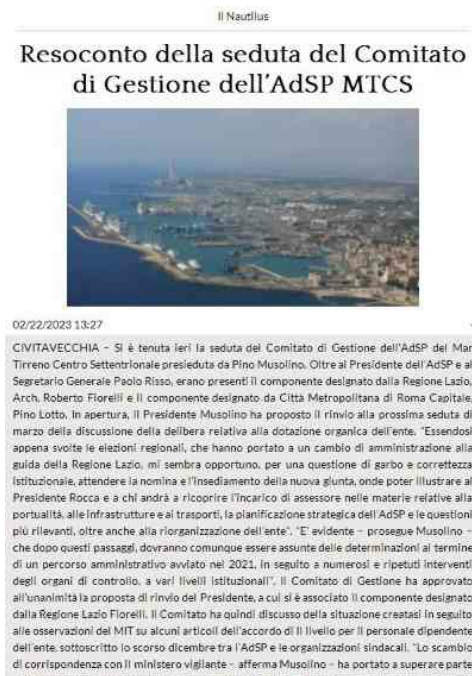 Il Nautilus
Resoconto della seduta del Comitato
di Gestione dell'AdSP MTCS
02/22/2023 13:27
CIVITAVECCHIA – Si è tenuta ieri la seduta del Comitato di Gestione dell'AdSP del Mar
Tirreno Centro Settentrionale presieduta da Pino Musolino. Oltre al Presidente dell'AdSP e al
Segretario Generale Paolo Risso, erano presenti il componente designato dalla Regione Lazio,
Arch. Roberto Fiorelli e il componente designato da Città Metropolitana di Roma Capitale,
Pino Lotto. In apertura, il Presidente Musolino ha proposto il rinvio alla prossima seduta di
marzo della discussione della delibera relativa alla dotazione organica dell'ente. "Essendosi
appena svolte le elezioni regionali, che hanno portato a un cambio di amministrazione alla
guida della Regione Lazio, mi sembra opportuno, per una questione di garbo e correttezza
istituzionale, attendere la nomina e l'insediamento della nuova giunta, onde poter illustrare al
Presidente Rocca e a chi andrà a ricoprire l'incarico di assessore nelle materie relative alla
portualità, alle infrastrutture e ai trasporti, la pianificazione strategica dell'AdSP e le questioni
più rilevanti, oltre anche alla riorganizzazione dell'ente". "E' evidente – prosegue Musolino –
che dopo questi passaggi, dovranno comunque essere assunte delle determinazioni al termine
di un percorso amministrativo avviato nel 2021, in seguito a numerosi e ripetuti interventi
degli organi di controllo, a vari livelli istituzionali". Il Comitato di Gestione ha approvato
all'unanimità la proposta di rinvio del Presidente, a cui si è associato il componente designato
dalla Regione Lazio Fiorelli. Il Comitato ha quindi discusso della situazione creatasi in seguito
alle osservazioni del MIT su alcuni articoli dell'accordo di II livello per il personale dipendente
dell'ente, sottoscritto lo scorso dicembre tra l'AdSP e le organizzazioni sindacali. "Lo scambio
di corrispondenza con il ministero vigilante – afferma Musolino – ha portato a superare parte